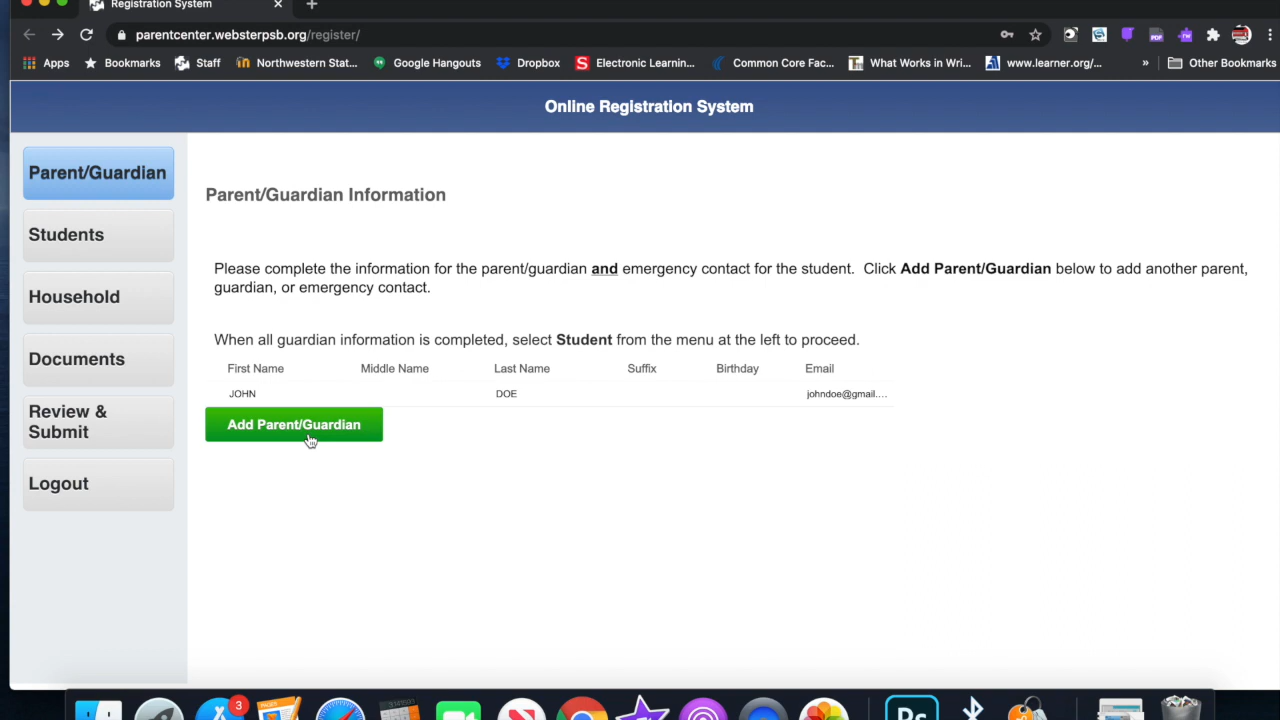 Registration System
parentcenter.websterpsb.org/register/
Apps Bookmarks Staff Northwestern Stat... Google Hangouts Dropbox Electronic Learnin... Common Core Fac... What Works in Wri... www.learner.org/... » Other Bookmarks
Online Registration System
Parent/Guardian
Students
Household
Documents
Review &
Submit
Logout
Parent/Guardian Information
Please complete the information for the parent/guardian and emergency contact for the student. Click Add Parent/Guardian below to add another parent,
guardian, or emergency contact.
When all guardian information is completed, select Student from the menu at the left to proceed.
First Name Middle Name Last Name Suffix Birthday Email
JOHN DOE johndoe@gmail....
Add Parent/Guardian
3